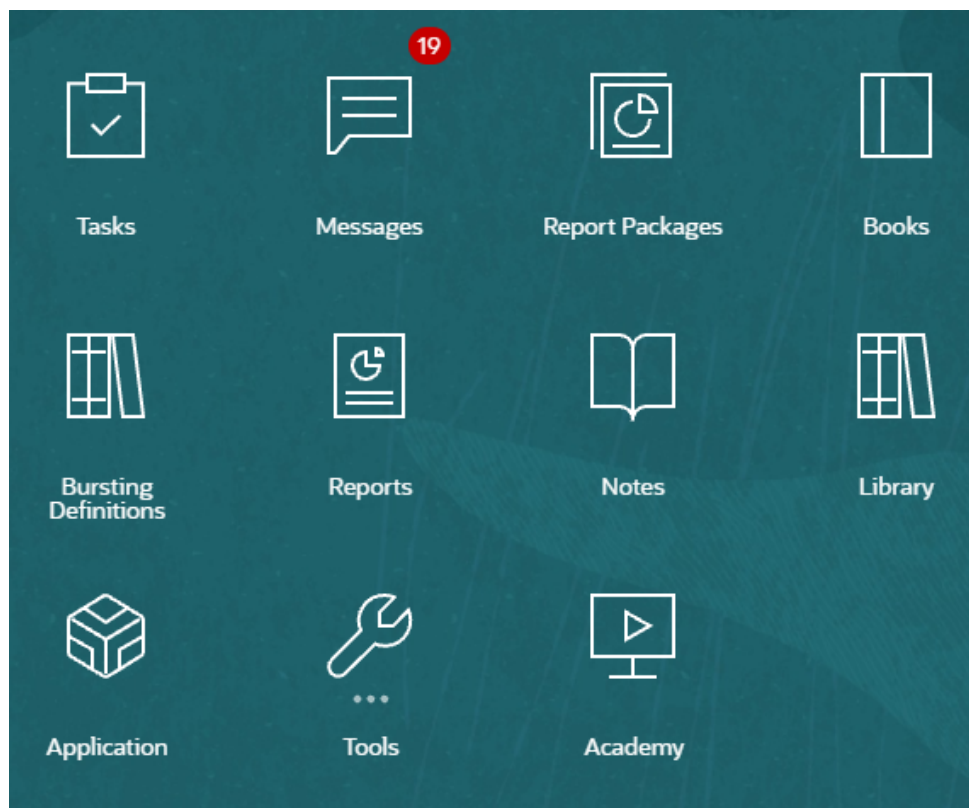 19
Tasks
Messages
Report Packages
Books
Bursting
Definitions
Reports
Notes
Library
Application
Tools
Academy